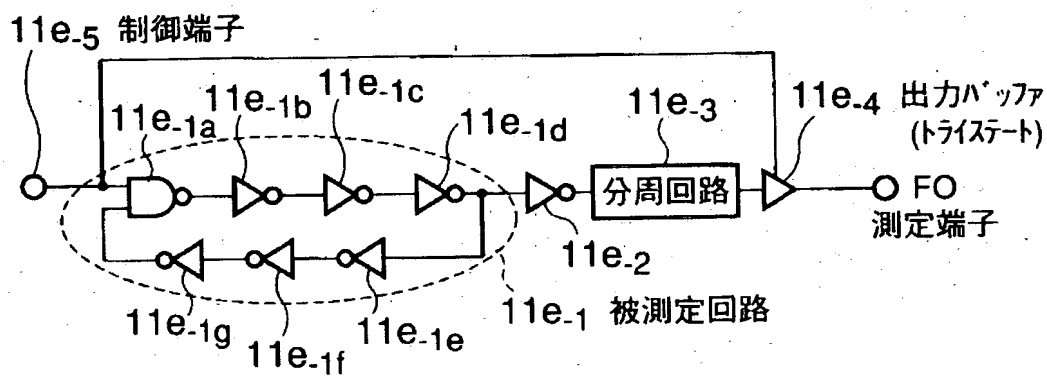 11e-5 制御端子
11e-1a
11e-1b
11e-1c
11e-1d
11e-3
11e-4 出力ﾊﾞｯﾌｧ
(ﾄﾗｲｽﾃｰﾄ)
分周回路
FO
測定端子
11e-2
11e-1 被測定回路
11e-1g
11e-1f
11e-1e